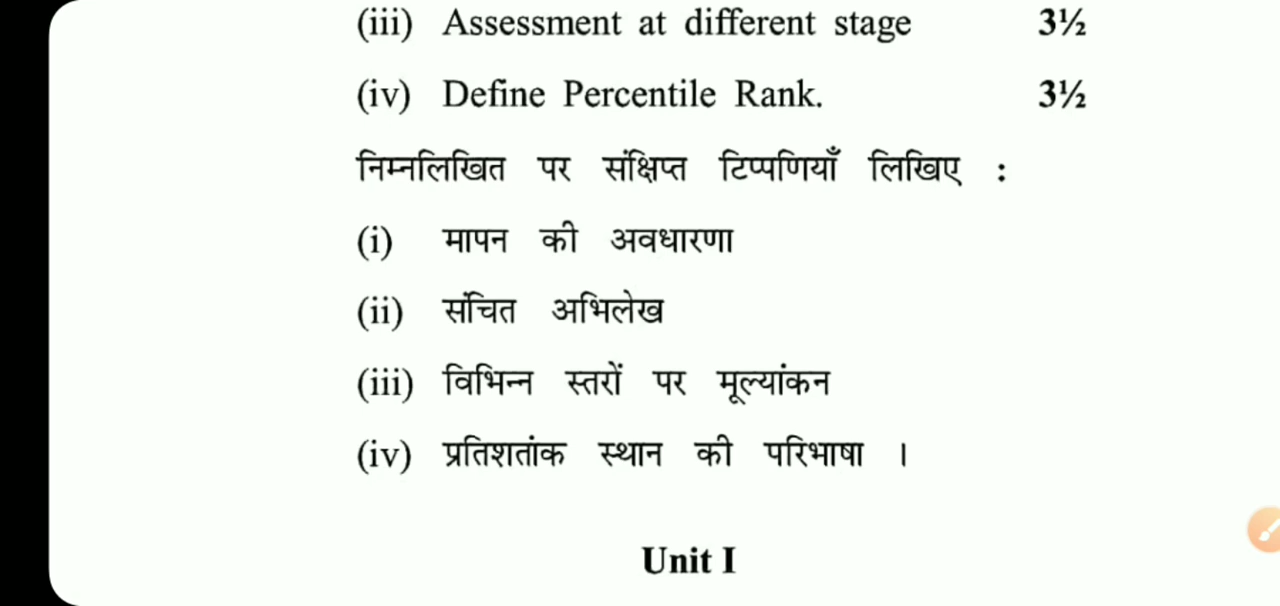 (iii) Assessment at different stage 3½
(iv) Define Percentile Rank. 3½
निम्नलिखित पर संक्षिप्त टिप्पणियाँ लिखिए :
(i) मापन की अवधारणा
(ii) संचित अभिलेख
(iii) विभिन्न स्तरों पर मूल्यांकन
(iv) प्रतिशतांक स्थान की परिभाषा ।
Unit I